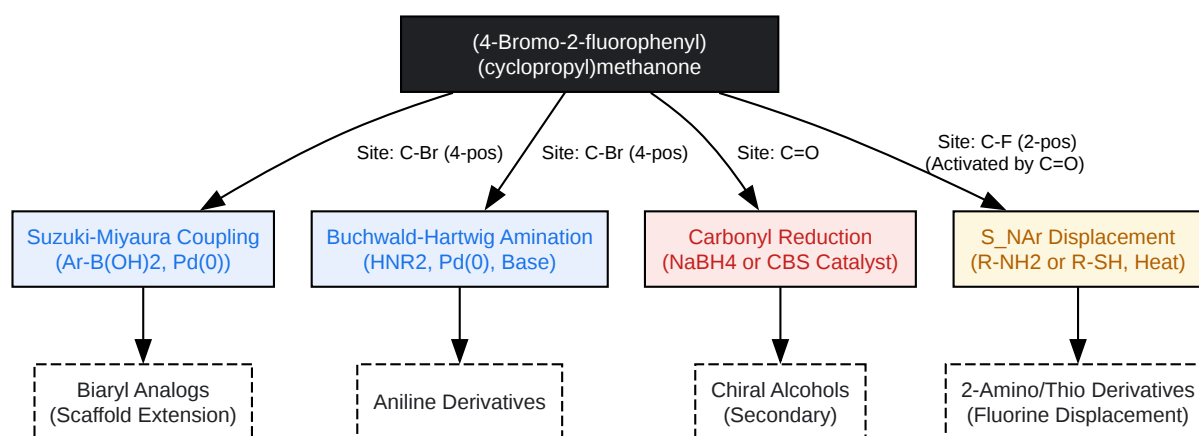 (4-Bromo-2-fluorophenyl)
(cyclopropyl)methanone
Site: C-Br (4-pos)
Site: C-Br (4-pos)
Site: C=O
Site: C-F (2-pos)
(Activated by C=O)
Suzuki-Miyaura Coupling
(Ar-B(OH)2, Pd(0))
Buchwald-Hartwig Amination
(HNR2, Pd(0), Base)
Carbonyl Reduction
(NaBH4 or CBS Catalyst)
S_NAr Displacement
(R-NH2 or R-SH, Heat)
Biaryl Analogs
(Scaffold Extension)
Aniline Derivatives
Chiral Alcohols
(Secondary)
2-Amino/Thio Derivatives
(Fluorine Displacement)